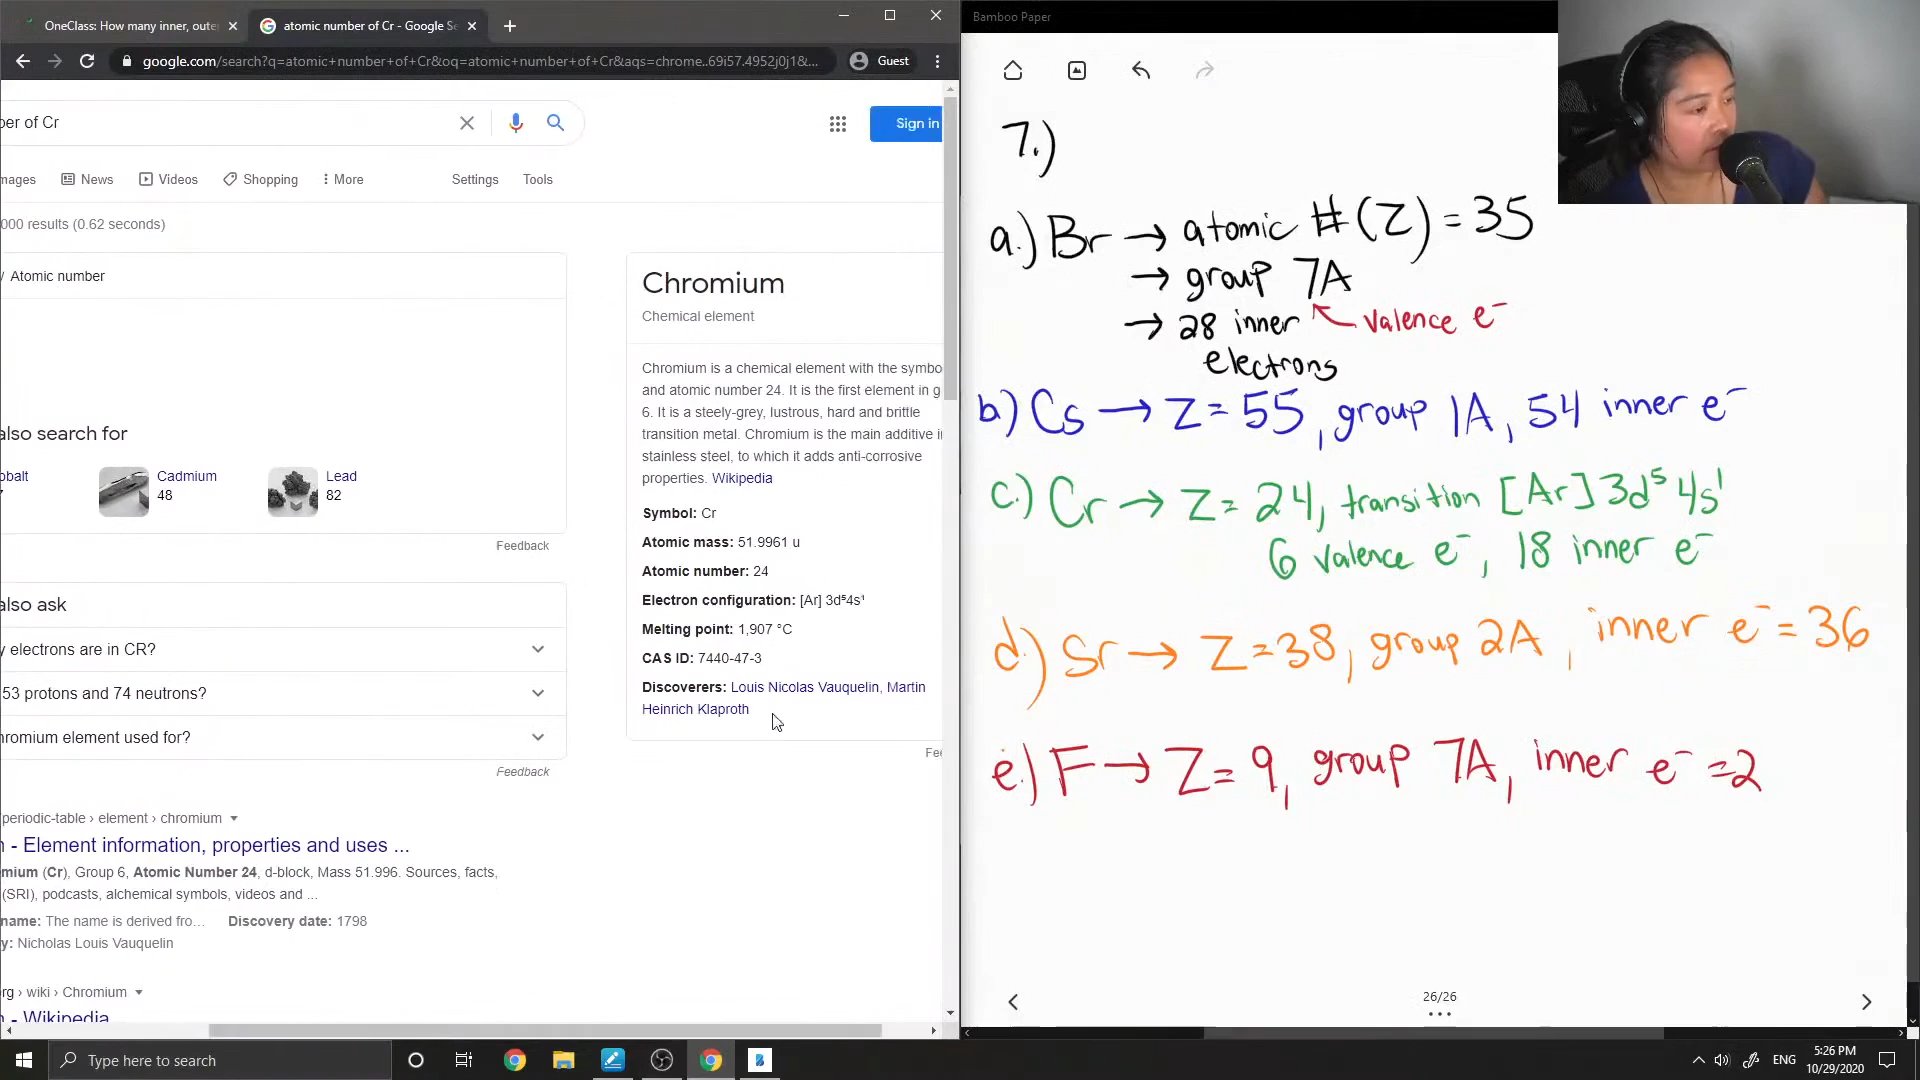 OneClass: How many inner, oute
atomic number of Cr - Google Se
google.com/search?q=atomic+number+of+Cr&oq=atomic+number+of+Cr&aqs=chrome..69i57.4952j0j1&...
Guest
ber of Cr
Sign in
mages
News
Videos
Shopping
More
Settings
Tools
000 results (0.62 seconds)
/ Atomic number
also search for
obalt
7
Cadmium
48
Lead
82
Feedback
also ask
y electrons are in CR?
53 protons and 74 neutrons?
hromium element used for?
Feedback
periodic-table › element › chromium
n - Element information, properties and uses ...
mium (Cr), Group 6, Atomic Number 24, d-block, Mass 51.996. Sources, facts,
(SRI), podcasts, alchemical symbols, videos and ...
name: The name is derived fro... Discovery date: 1798
y: Nicholas Louis Vauquelin
rg › wiki › Chromium
n - Wikipedia
Chromium
Chemical element
Chromium is a chemical element with the symbo
and atomic number 24. It is the first element in g
6. It is a steely-grey, lustrous, hard and brittle
transition metal. Chromium is the main additive in
stainless steel, to which it adds anti-corrosive
properties. Wikipedia
Symbol: Cr
Atomic mass: 51.9961 u
Atomic number: 24
Electron configuration: [Ar] 3d⁵4s¹
Melting point: 1,907 °C
CAS ID: 7440-47-3
Discoverers: Louis Nicolas Vauquelin, Martin
Heinrich Klaproth
Fee
Bamboo Paper
7.)
a.) Br → atomic #(Z) = 35
→ group 7A
→ 28 inner
valence e⁻
electrons
b.) Cs → Z = 55, group 1A, 54 inner e⁻
c.) Cr → Z = 24, transition [Ar] 3d⁵ 4s¹
6 valence e⁻, 18 inner e⁻
d.) Sr → Z = 38, group 2A, inner e⁻ = 36
e.) F → Z = 9, group 7A, inner e⁻ = 2
26/26
Type here to search
ENG
5:26 PM
10/29/2020